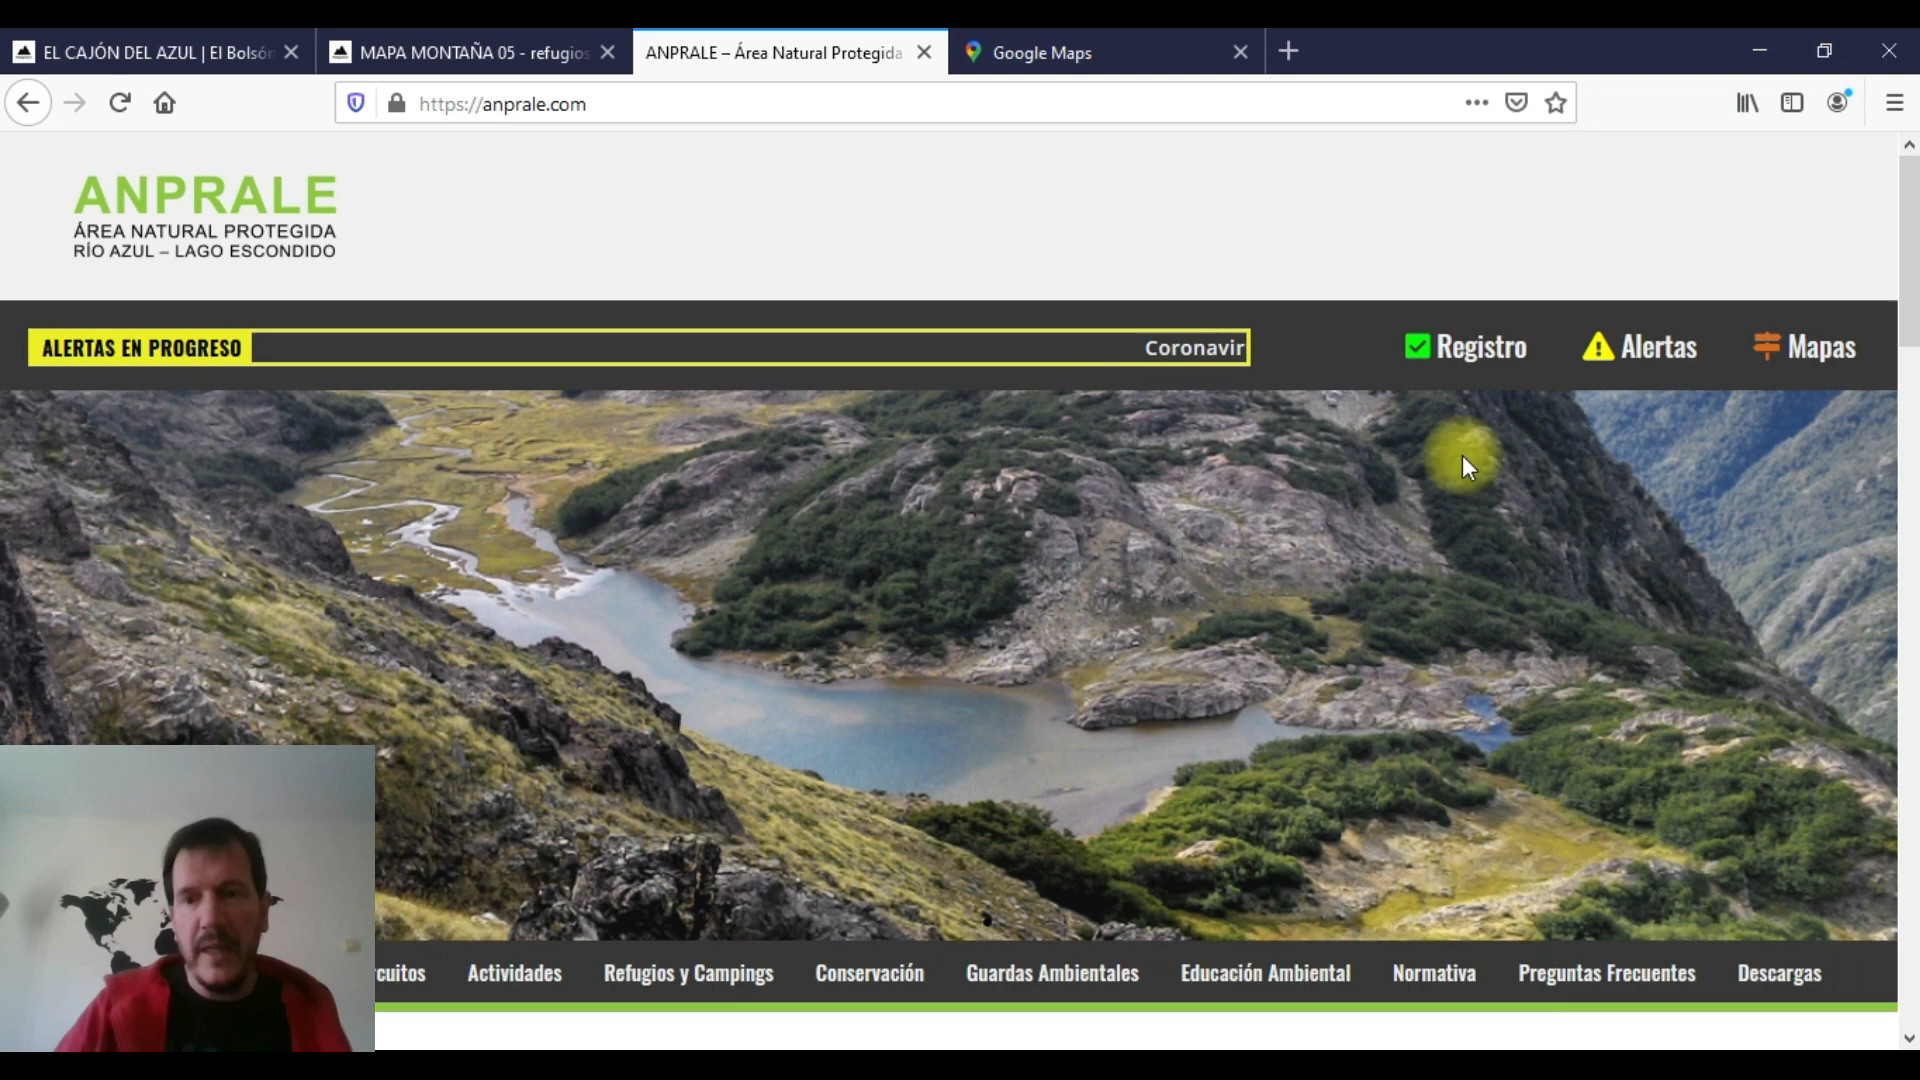 EL CAJÓN DEL AZUL | El Bolsón
MAPA MONTAÑA 05 - refugios
ANPRALE – Área Natural Protegida
Google Maps
https://anprale.com
ANPRALE
ÁREA NATURAL PROTEGIDA
RÍO AZUL – LAGO ESCONDIDO
ALERTAS EN PROGRESO
Coronavir
Registro
Alertas
Mapas
cuitos
Actividades
Refugios y Campings
Conservación
Guardas Ambientales
Educación Ambiental
Normativa
Preguntas Frecuentes
Descargas